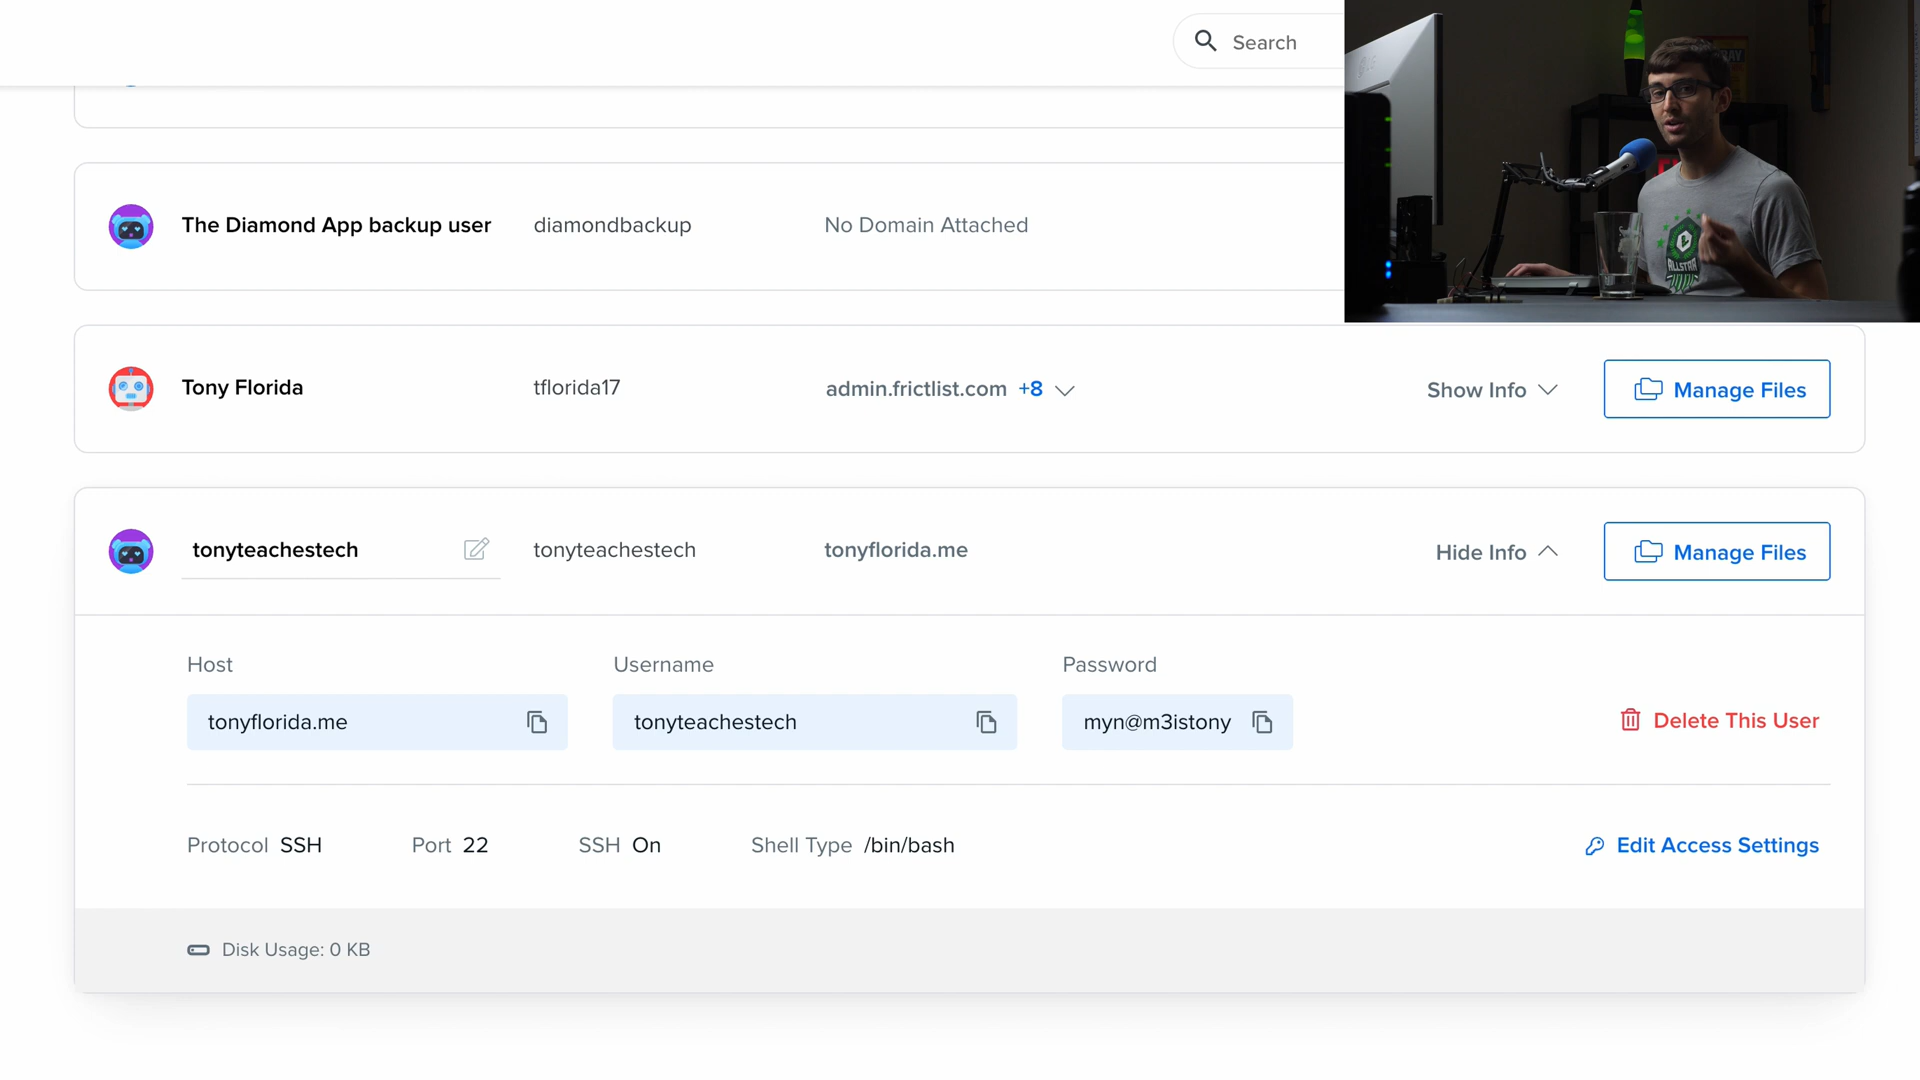 Search
The Diamond App backup user diamondbackup No Domain Attached
Tony Florida tflorida17 admin.frictlist.com +8 Show Info Manage Files
tonyteachestech tonyteachestech tonyflorida.me Hide Info Manage Files
Host Username Password
tonyflorida.me tonyteachestech myn@m3istony Delete This User
Protocol SSH Port 22 SSH On Shell Type /bin/bash Edit Access Settings
Disk Usage: 0 KB
ALLSTAR